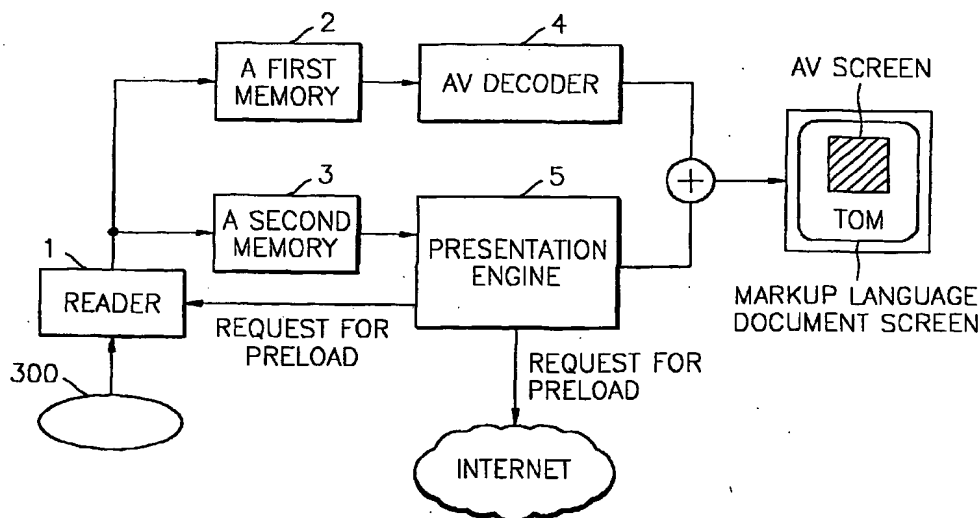 2
A FIRST
MEMORY
4
AV DECODER
AV SCREEN
3
A SECOND
MEMORY
5
PRESENTATION
ENGINE
TOM
1
READER
REQUEST FOR
PRELOAD
MARKUP LANGUAGE
DOCUMENT SCREEN
300
REQUEST FOR
PRELOAD
INTERNET